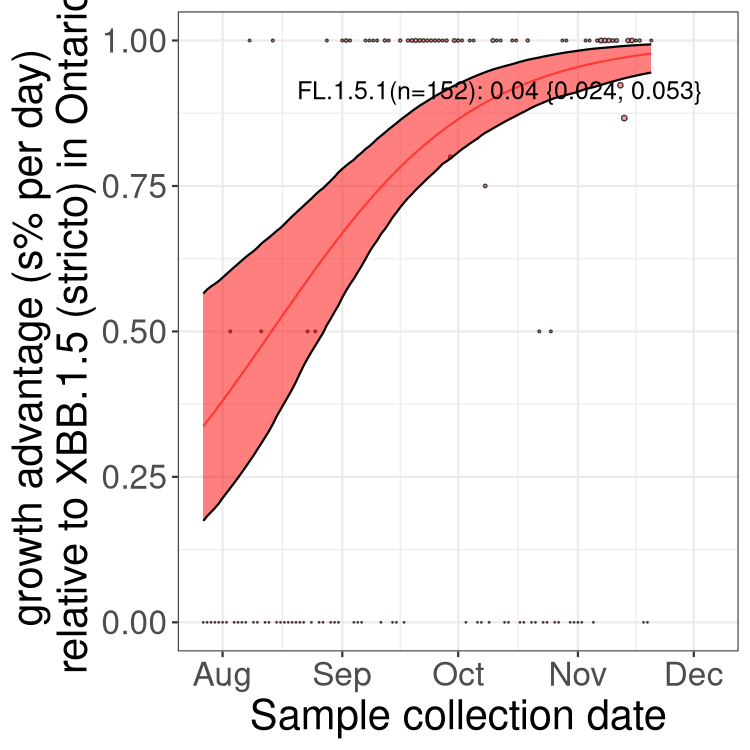 growth advantage (s% per day)
relative to XBB.1.5 (stricto) in Ontario
1.00
0.75
0.50
0.25
0.00
FL.1.5.1(n=152): 0.04 {0.024, 0.053}
Aug Sep Oct Nov Dec
Sample collection date